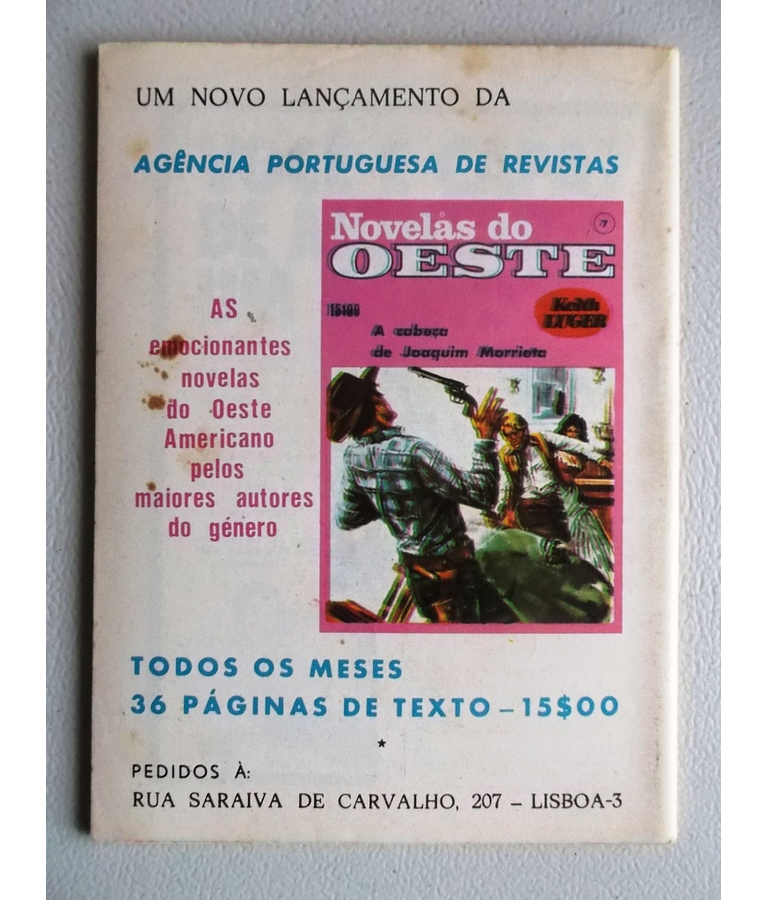 UM NOVO LANÇAMENTO DA
AGÊNCIA PORTUGUESA DE REVISTAS
Novelas do
OESTE
15$00
Keith
LUGER
A cabeça
de Joaquim Morrieta
AS
emocionantes
novelas
do Oeste
Americano
pelos
maiores autores
do género
TODOS OS MESES
36 PÁGINAS DE TEXTO – 15$00
PEDIDOS À:
RUA SARAIVA DE CARVALHO, 207 – LISBOA-3